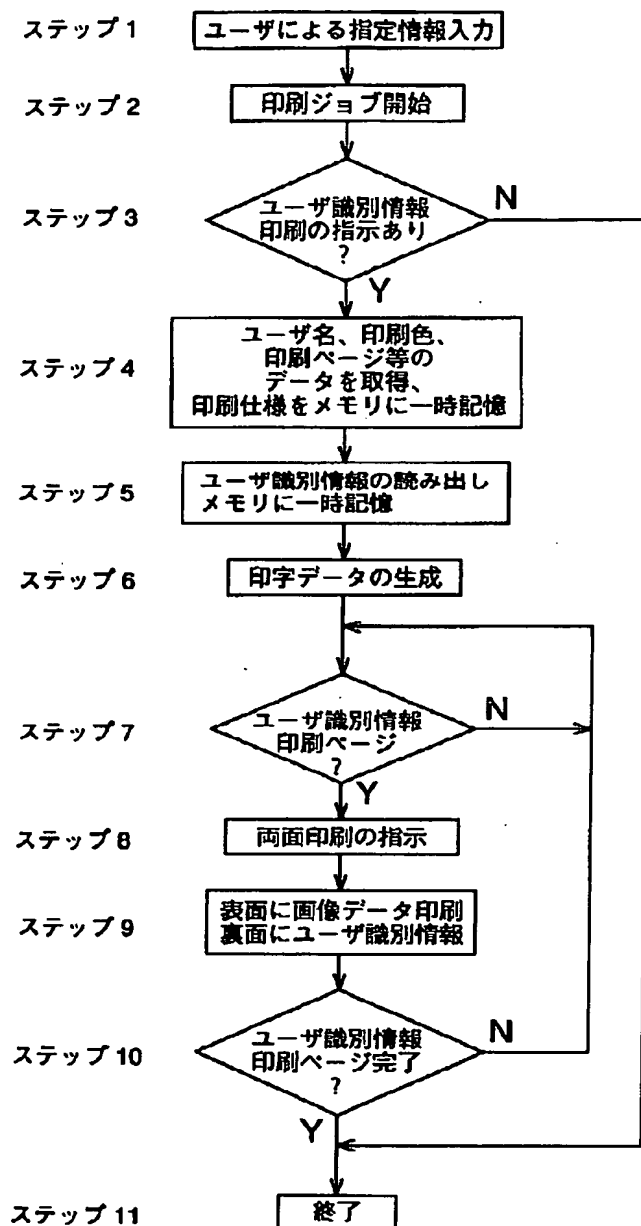 ステップ 1
ユーザによる指定情報入力
ステップ 2
印刷ジョブ開始
ステップ 3
ユーザ識別情報
印刷の指示あり
?
N
Y
ステップ 4
ユーザ名、印刷色、
印刷ページ等の
データを取得、
印刷仕様をメモリに一時記憶
ステップ 5
ユーザ識別情報の読み出し
メモリに一時記憶
ステップ 6
印字データの生成
ステップ 7
ユーザ識別情報
印刷ページ
?
N
Y
ステップ 8
両面印刷の指示
ステップ 9
表面に画像データ印刷
裏面にユーザ識別情報
ステップ 10
ユーザ識別情報
印刷ページ完了
?
N
Y
ステップ 11
終了